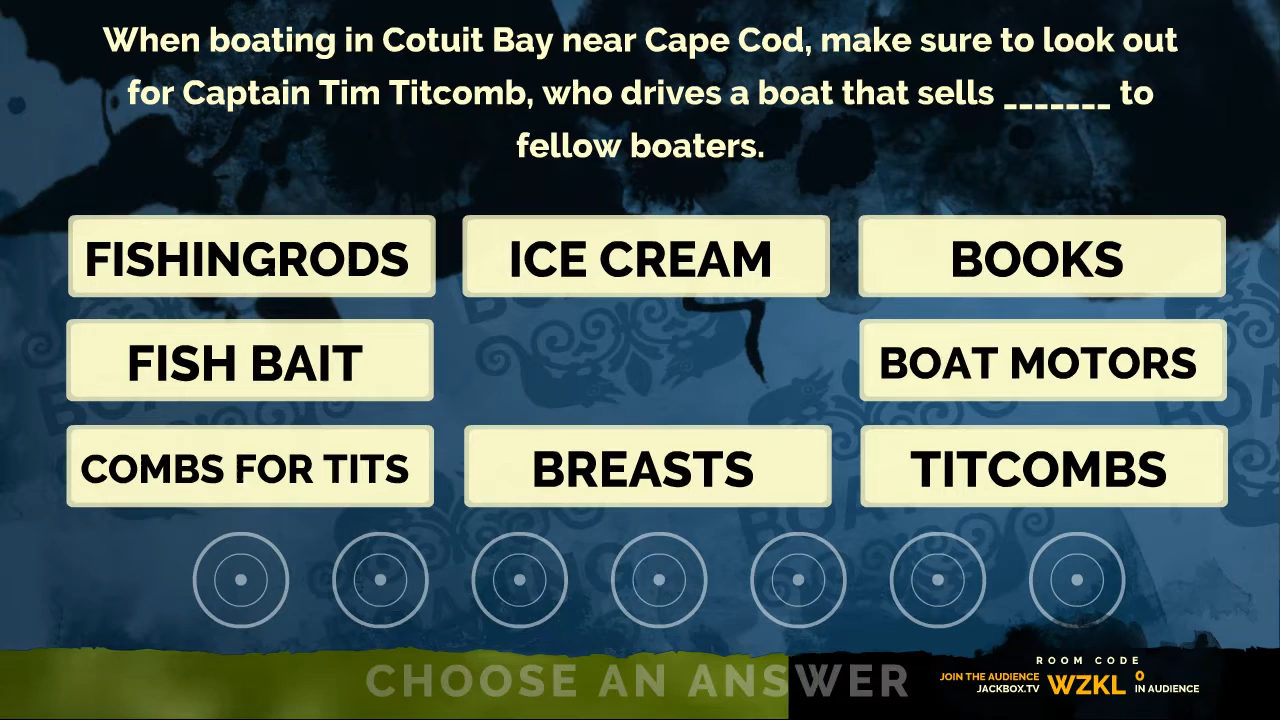 When boating in Cotuit Bay near Cape Cod, make sure to look out
for Captain Tim Titcomb, who drives a boat that sells _______ to
fellow boaters.
FISHINGRODS
ICE CREAM
BOOKS
FISH BAIT
BOAT MOTORS
COMBS FOR TITS
BREASTS
TITCOMBS
CHOOSE AN ANSWER
ROOM CODE
JOIN THE AUDIENCE
JACKBOX.TV
WZKL
0
IN AUDIENCE